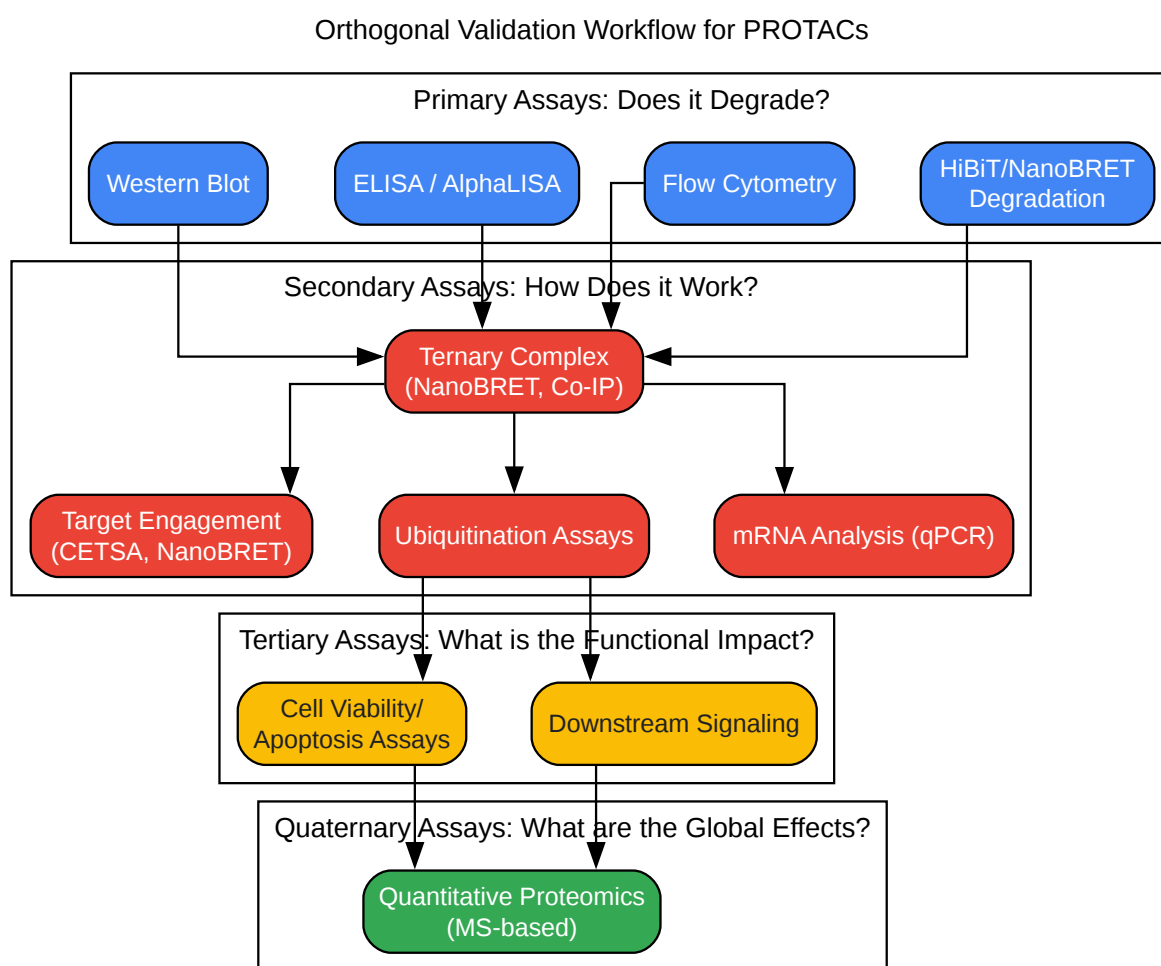 Orthogonal Validation Workflow for PROTACs
Primary Assays: Does it Degrade?
Western Blot
ELISA / AlphaLISA
Flow Cytometry
HiBiT/NanoBRET
Degradation
Secondary Assays: How Does it Work?
Ternary Complex
(NanoBRET, Co-IP)
Target Engagement
(CETSA, NanoBRET)
Ubiquitination Assays
mRNA Analysis (qPCR)
Tertiary Assays: What is the Functional Impact?
Cell Viability/
Apoptosis Assays
Downstream Signaling
Quaternary Assays: What are the Global Effects?
Quantitative Proteomics
(MS-based)